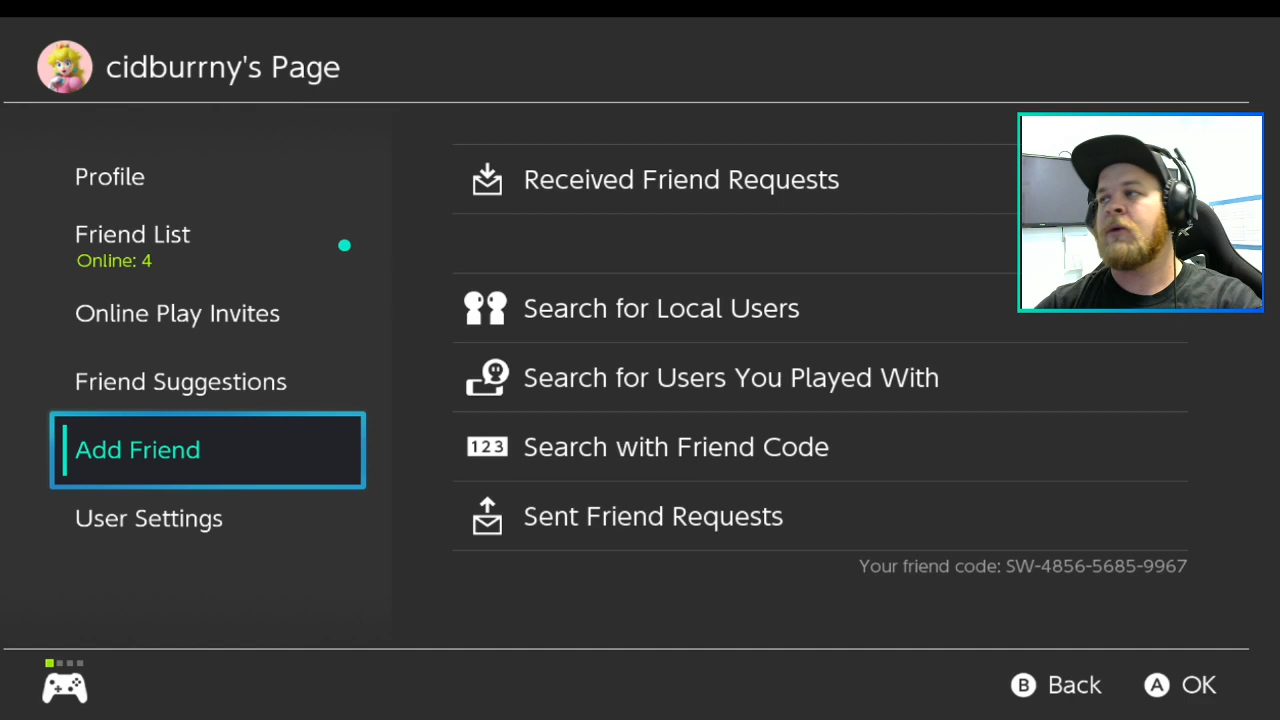 cidburrny's Page
Profile
Friend List
Online: 4
Online Play Invites
Friend Suggestions
Add Friend
User Settings
Received Friend Requests
Search for Local Users
Search for Users You Played With
123 Search with Friend Code
Sent Friend Requests
Your friend code: SW-4856-5685-9967
B Back
A OK